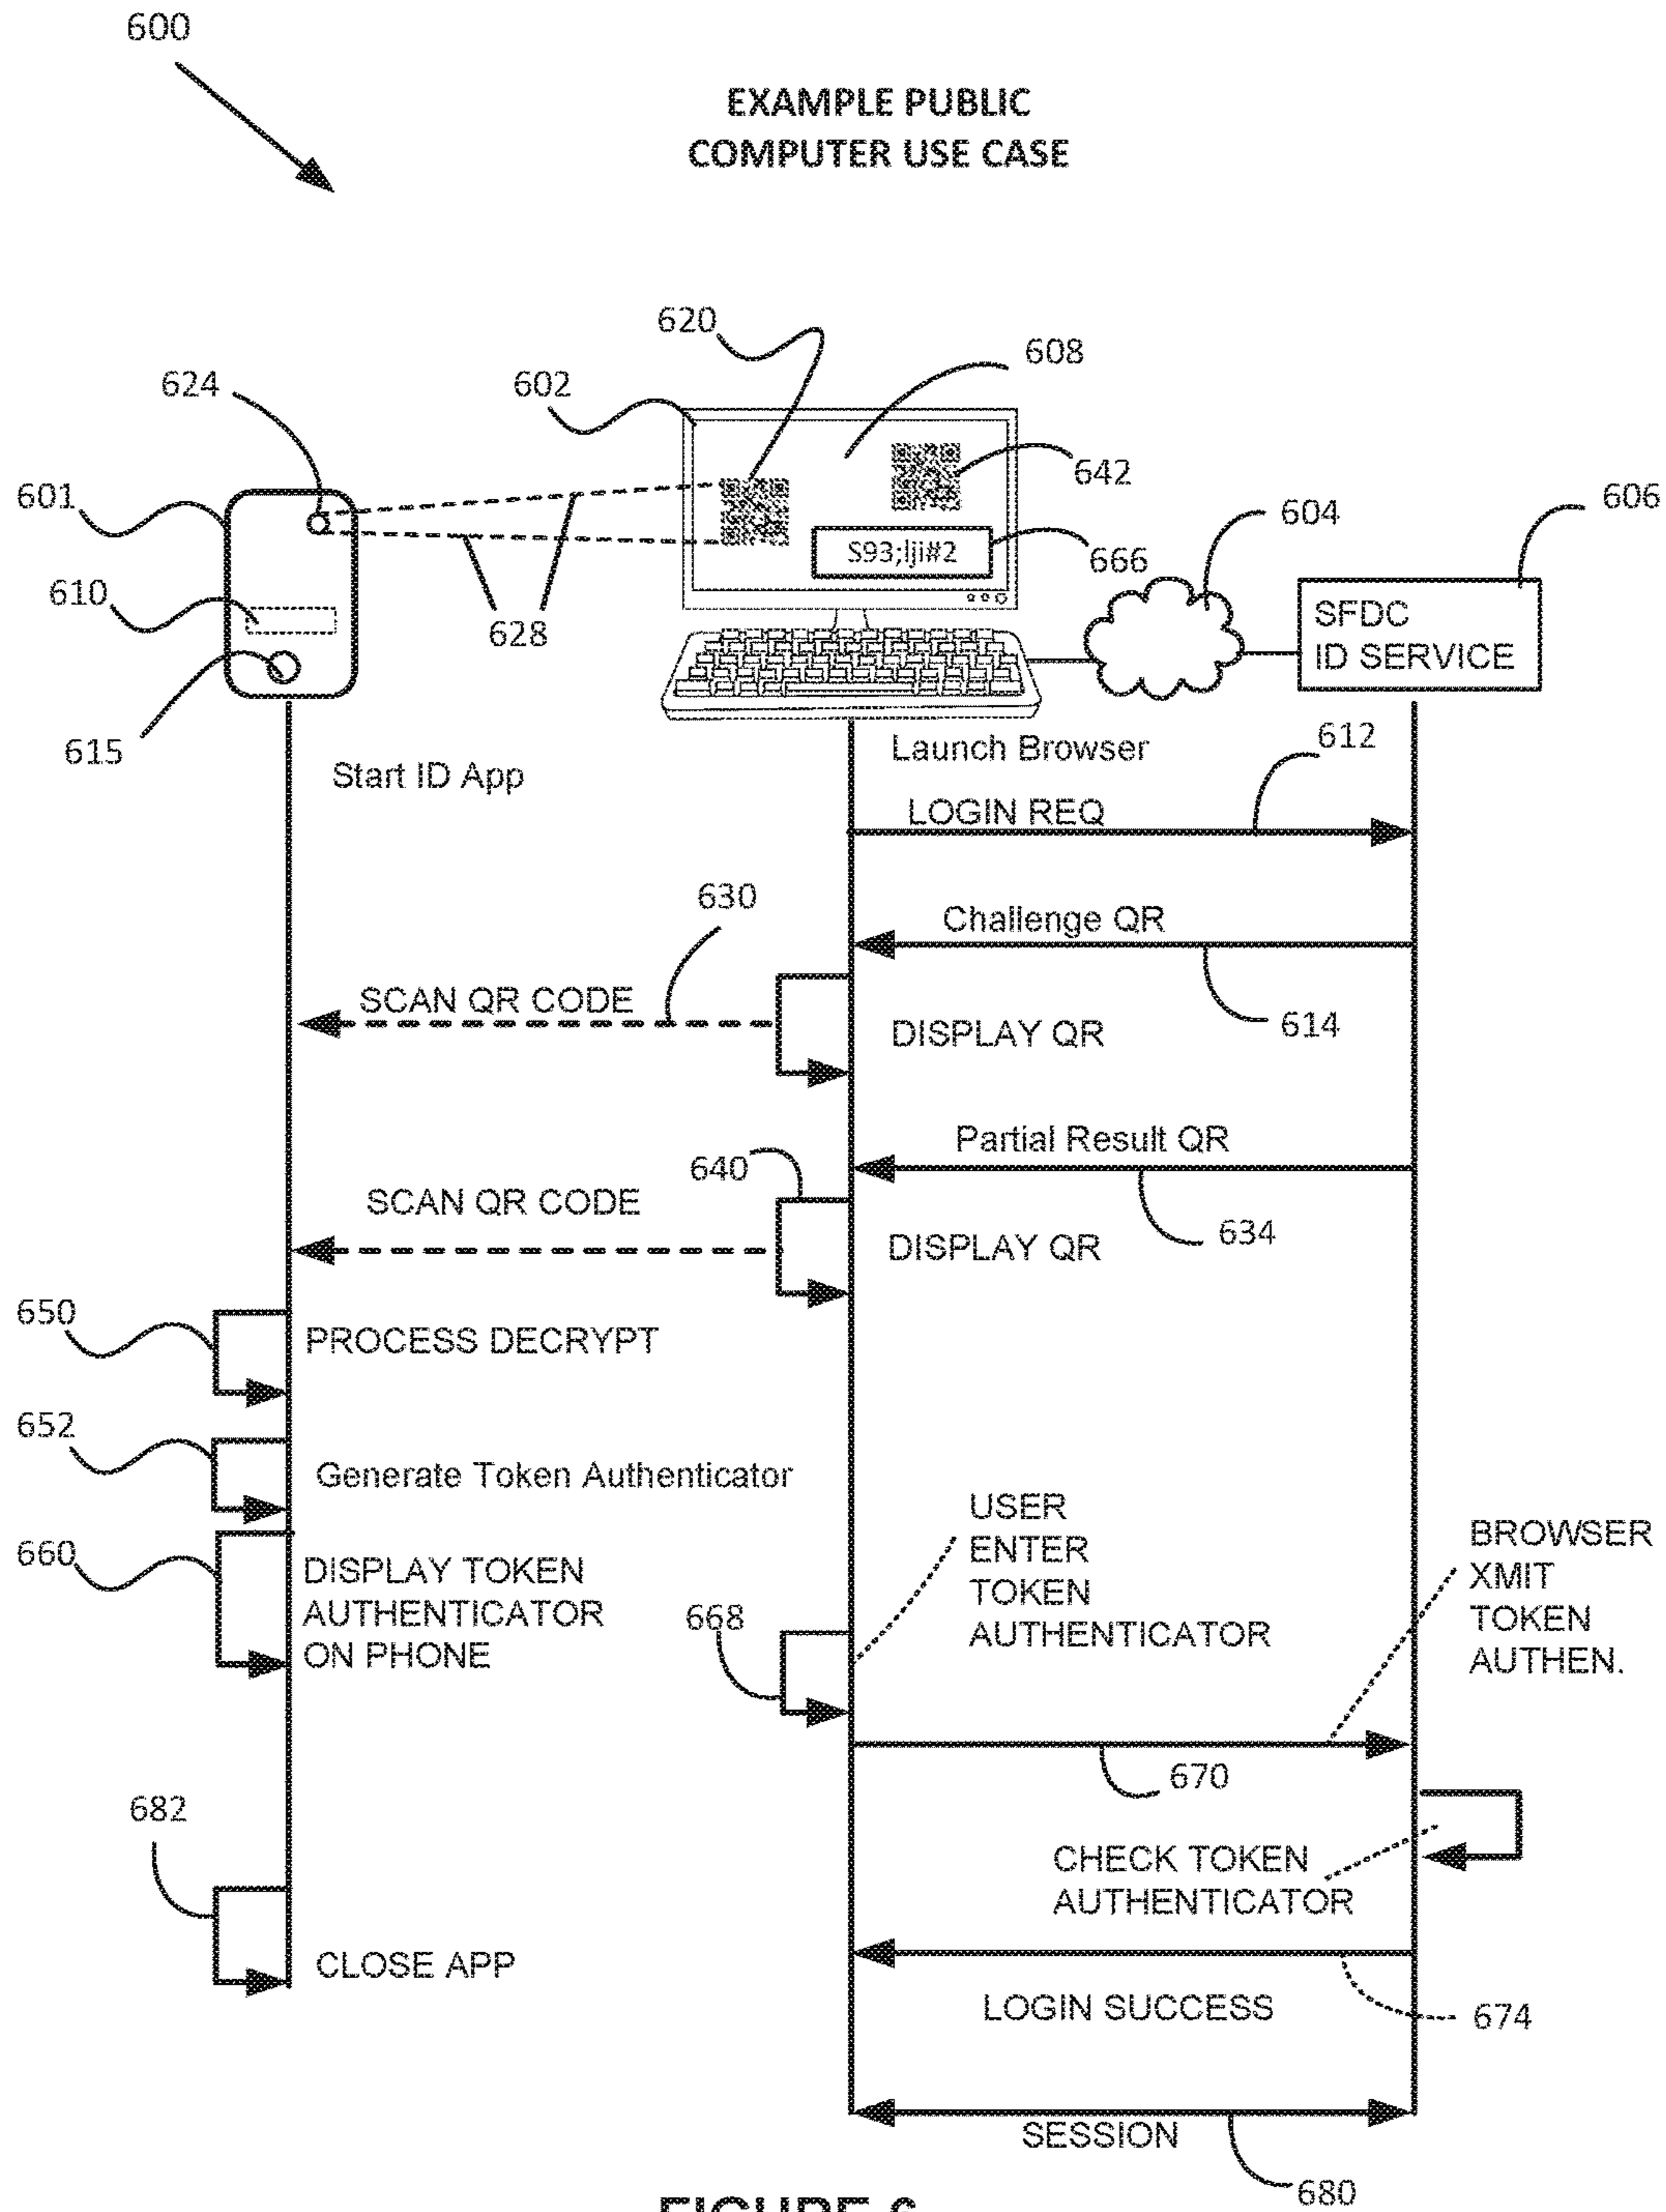 600
EXAMPLE PUBLIC
COMPUTER USE CASE
620
608
624
602
642
601
604
606
S93;lji#2
666
610
628
SFDC
ID SERVICE
615
Start ID App
Launch Browser
612
LOGIN REQ
630
Challenge QR
SCAN QR CODE
614
DISPLAY QR
Partial Result QR
640
SCAN QR CODE
634
DISPLAY QR
650
PROCESS DECRYPT
652
Generate Token Authenticator
USER
ENTER
TOKEN
AUTHENTICATOR
BROWSER
XMIT
TOKEN
AUTHEN.
660
DISPLAY TOKEN
AUTHENTICATOR
ON PHONE
668
670
682
CHECK TOKEN
AUTHENTICATOR
CLOSE APP
LOGIN SUCCESS
674
SESSION
680
FIGURE 6